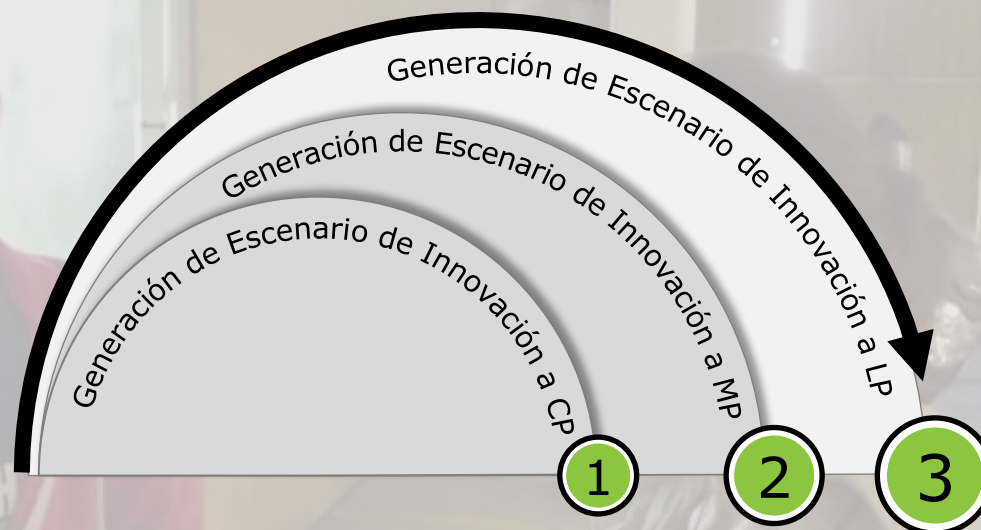 Generación de Escenario de Innovación a LP
Generación de Escenario de Innovación a MP
Generación de Escenario de Innovación a CP
1
2
3